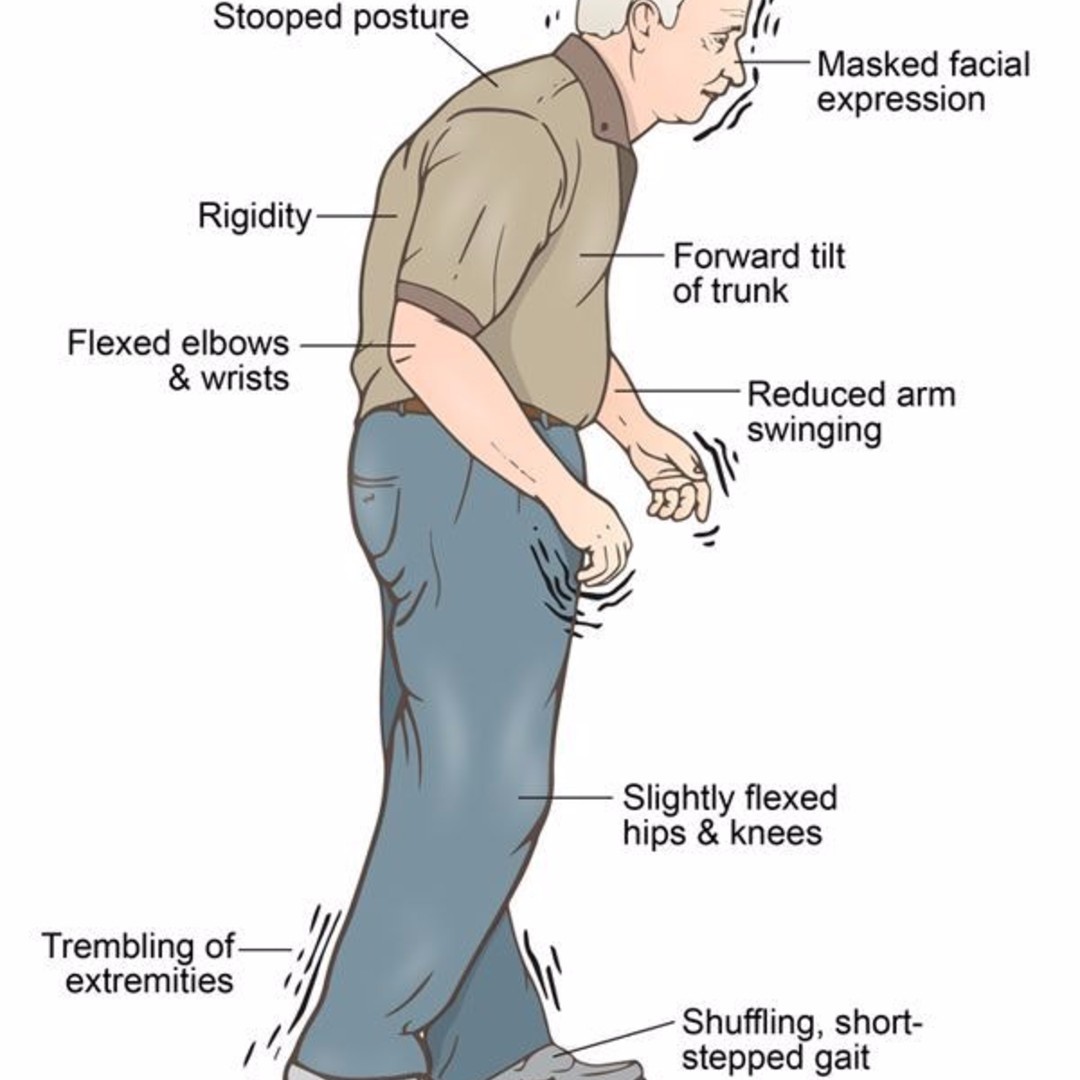 Stooped posture
Masked facial
expression
Rigidity
Forward tilt
of trunk
Flexed elbows
& wrists
Reduced arm
swinging
Slightly flexed
hips & knees
Trembling of
extremities
Shuffling, short-
stepped gait